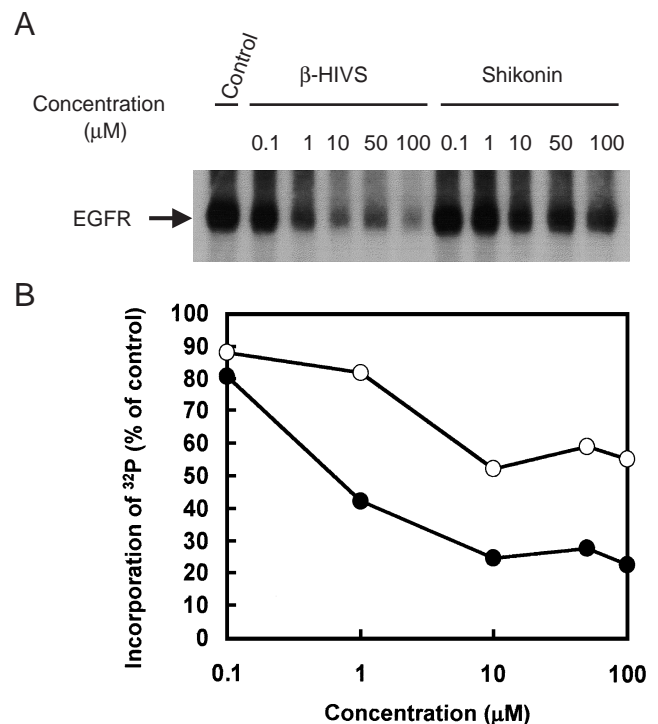 A
Control
β-HIVS
Shikonin
Concentration
(μM)
0.1 1 10 50 100 0.1 1 10 50 100
EGFR
B
Incorporation of ³²P (% of control)
100
90
80
70
60
50
40
30
20
10
0
0.1 1 10 100
Concentration (μM)